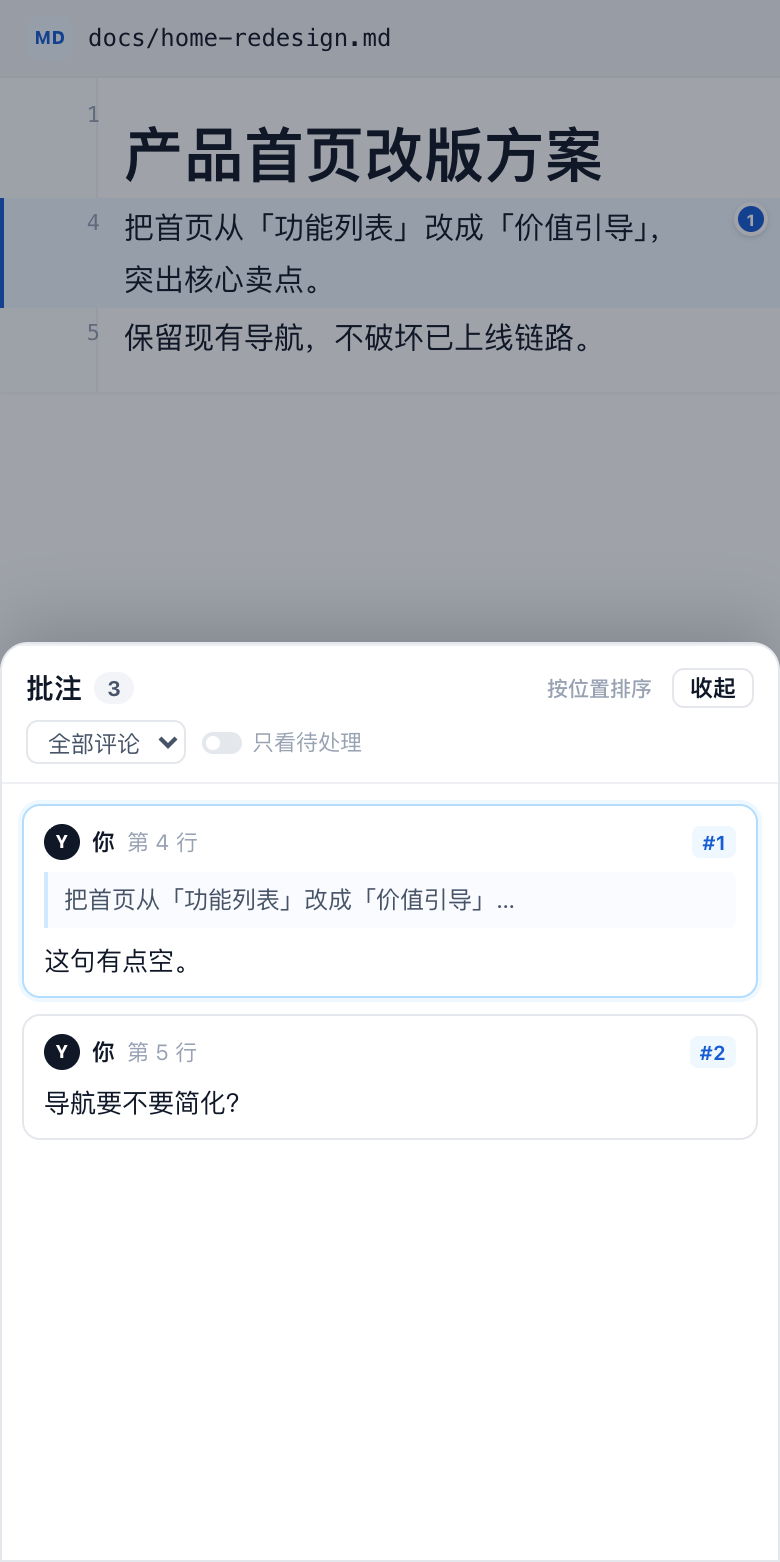 MD docs/home-redesign.md
1 产品首页改版方案
4 把首页从「功能列表」改成「价值引导」, 1
突出核心卖点。
5 保留现有导航，不破坏已上线链路。
批注 3 按位置排序 收起
全部评论 只看待处理
Y 你 第 4 行 #1
把首页从「功能列表」改成「价值引导」…
这句有点空。
Y 你 第 5 行 #2
导航要不要简化?